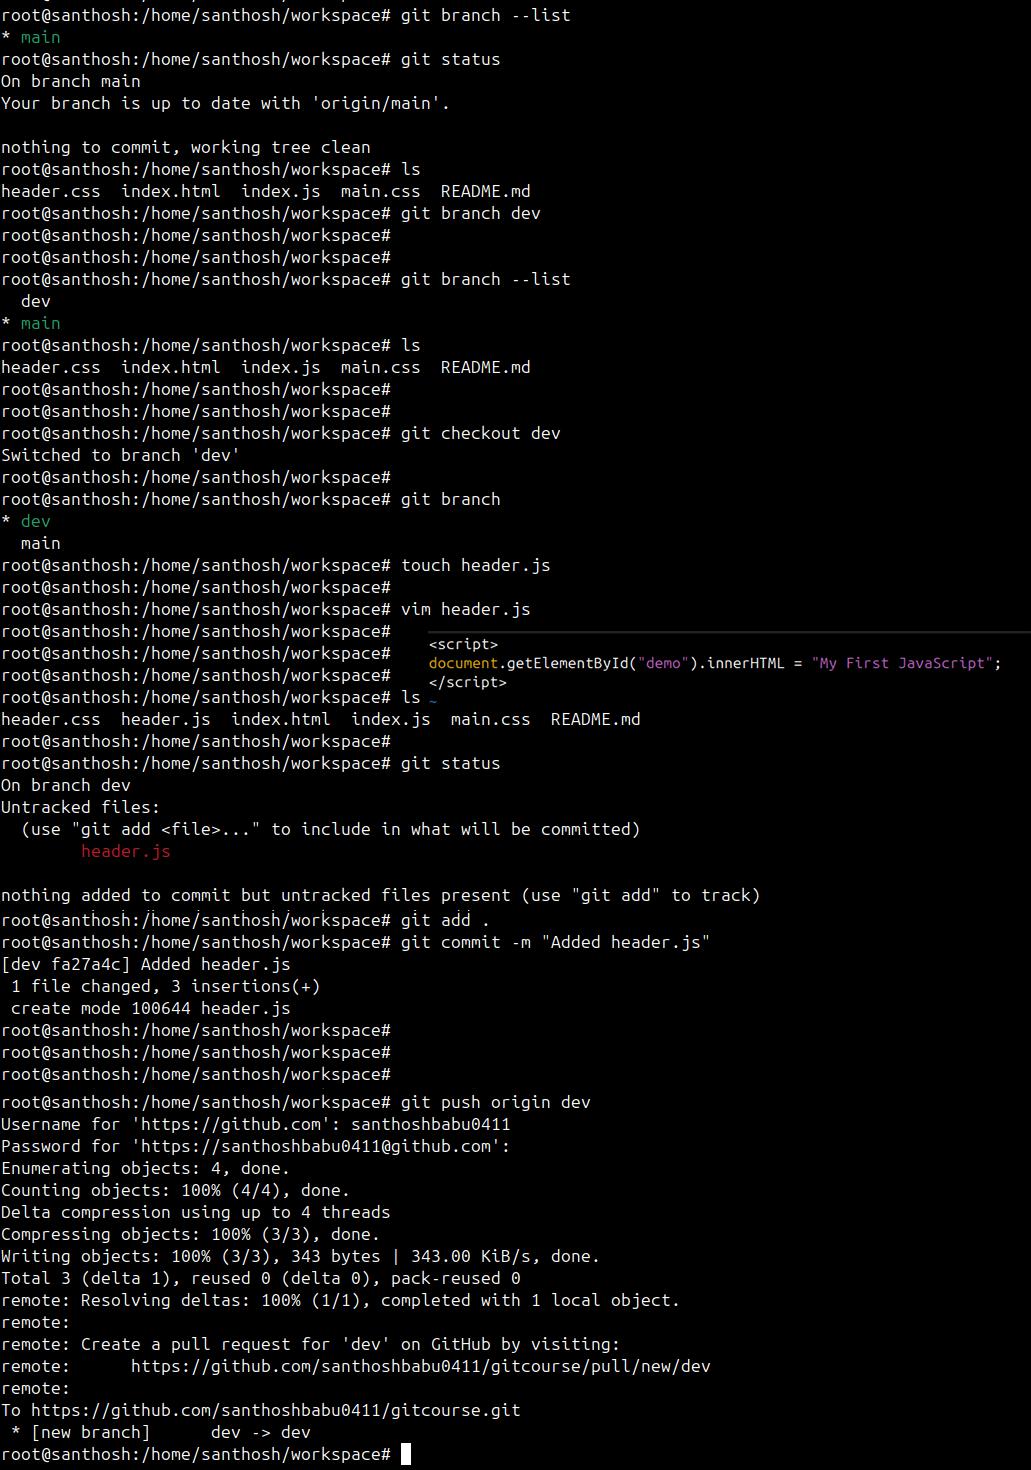 root@santhosh:/home/santhosh/workspace# git branch --list
* main
root@santhosh:/home/santhosh/workspace# git status
On branch main
Your branch is up to date with 'origin/main'.
nothing to commit, working tree clean
root@santhosh:/home/santhosh/workspace# ls
header.css  index.html  index.js  main.css  README.md
root@santhosh:/home/santhosh/workspace# git branch dev
root@santhosh:/home/santhosh/workspace#
root@santhosh:/home/santhosh/workspace#
root@santhosh:/home/santhosh/workspace# git branch --list
  dev
* main
root@santhosh:/home/santhosh/workspace# ls
header.css  index.html  index.js  main.css  README.md
root@santhosh:/home/santhosh/workspace#
root@santhosh:/home/santhosh/workspace#
root@santhosh:/home/santhosh/workspace# git checkout dev
Switched to branch 'dev'
root@santhosh:/home/santhosh/workspace#
root@santhosh:/home/santhosh/workspace# git branch
* dev
  main
root@santhosh:/home/santhosh/workspace# touch header.js
root@santhosh:/home/santhosh/workspace#
root@santhosh:/home/santhosh/workspace# vim header.js
root@santhosh:/home/santhosh/workspace#
<script>
root@santhosh:/home/santhosh/workspace#
document.getElementById("demo").innerHTML = "My First JavaScript";
root@santhosh:/home/santhosh/workspace#
</script>
root@santhosh:/home/santhosh/workspace# ls
~
header.css  header.js  index.html  index.js  main.css  README.md
root@santhosh:/home/santhosh/workspace#
root@santhosh:/home/santhosh/workspace# git status
On branch dev
Untracked files:
  (use "git add <file>..." to include in what will be committed)
        header.js
nothing added to commit but untracked files present (use "git add" to track)
root@santhosh:/home/santhosh/workspace# git add .
root@santhosh:/home/santhosh/workspace# git commit -m "Added header.js"
[dev fa27a4c] Added header.js
 1 file changed, 3 insertions(+)
 create mode 100644 header.js
root@santhosh:/home/santhosh/workspace#
root@santhosh:/home/santhosh/workspace#
root@santhosh:/home/santhosh/workspace#
root@santhosh:/home/santhosh/workspace# git push origin dev
Username for 'https://github.com': santhoshbabu0411
Password for 'https://santhoshbabu0411@github.com':
Enumerating objects: 4, done.
Counting objects: 100% (4/4), done.
Delta compression using up to 4 threads
Compressing objects: 100% (3/3), done.
Writing objects: 100% (3/3), 343 bytes | 343.00 KiB/s, done.
Total 3 (delta 1), reused 0 (delta 0), pack-reused 0
remote: Resolving deltas: 100% (1/1), completed with 1 local object.
remote:
remote: Create a pull request for 'dev' on GitHub by visiting:
remote:      https://github.com/santhoshbabu0411/gitcourse/pull/new/dev
remote:
To https://github.com/santhoshbabu0411/gitcourse.git
 * [new branch]      dev -> dev
root@santhosh:/home/santhosh/workspace#